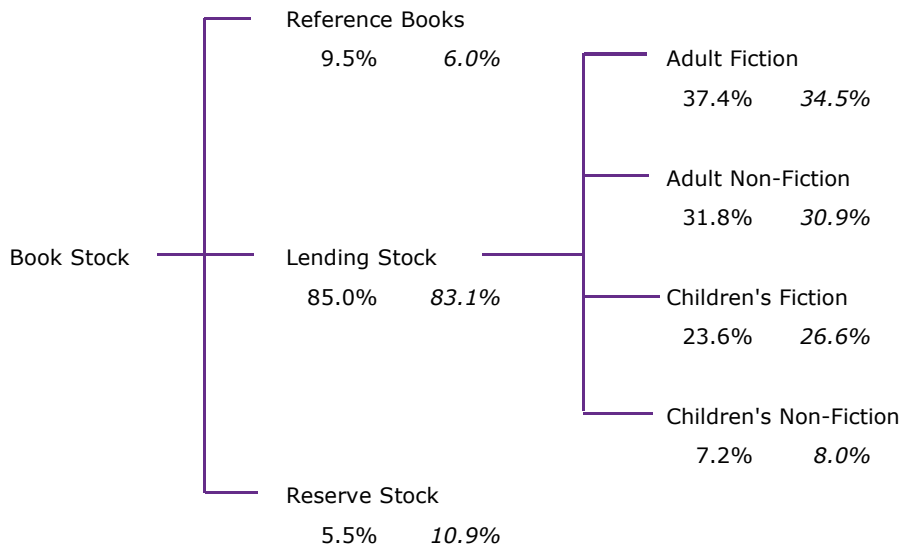 Reference Books
9.5% 6.0%
Adult Fiction
37.4% 34.5%
Adult Non-Fiction
31.8% 30.9%
Book Stock
Lending Stock
85.0% 83.1%
Children's Fiction
23.6% 26.6%
Children's Non-Fiction
7.2% 8.0%
Reserve Stock
5.5% 10.9%